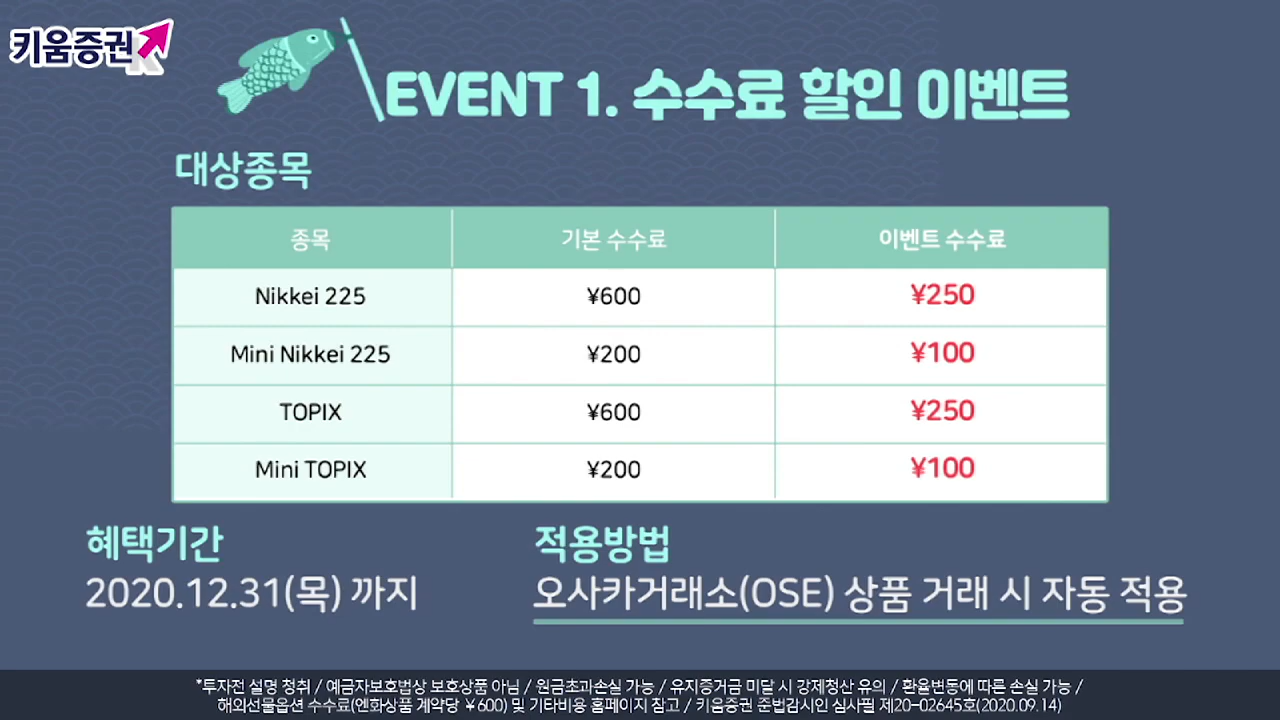 키움증권
EVENT 1. 수수료 할인 이벤트
대상종목
종목 기본 수수료 이벤트 수수료
Nikkei 225 ¥600 ¥250
Mini Nikkei 225 ¥200 ¥100
TOPIX ¥600 ¥250
Mini TOPIX ¥200 ¥100
혜택기간 적용방법
2020.12.31(목) 까지 오사카거래소(OSE) 상품 거래 시 자동 적용
*투자전 설명 청취 / 예금자보호법상 보호상품 아님 / 원금초과손실 가능 / 유지증거금 미달 시 강제청산 유의 / 환율변동에 따른 손실 가능 /
해외선물옵션 수수료(엔화상품 계약당 ￥600) 및 기타비용 홈페이지 참고 / 키움증권 준법감시인 심사필 제20-02645호(2020.09.14)